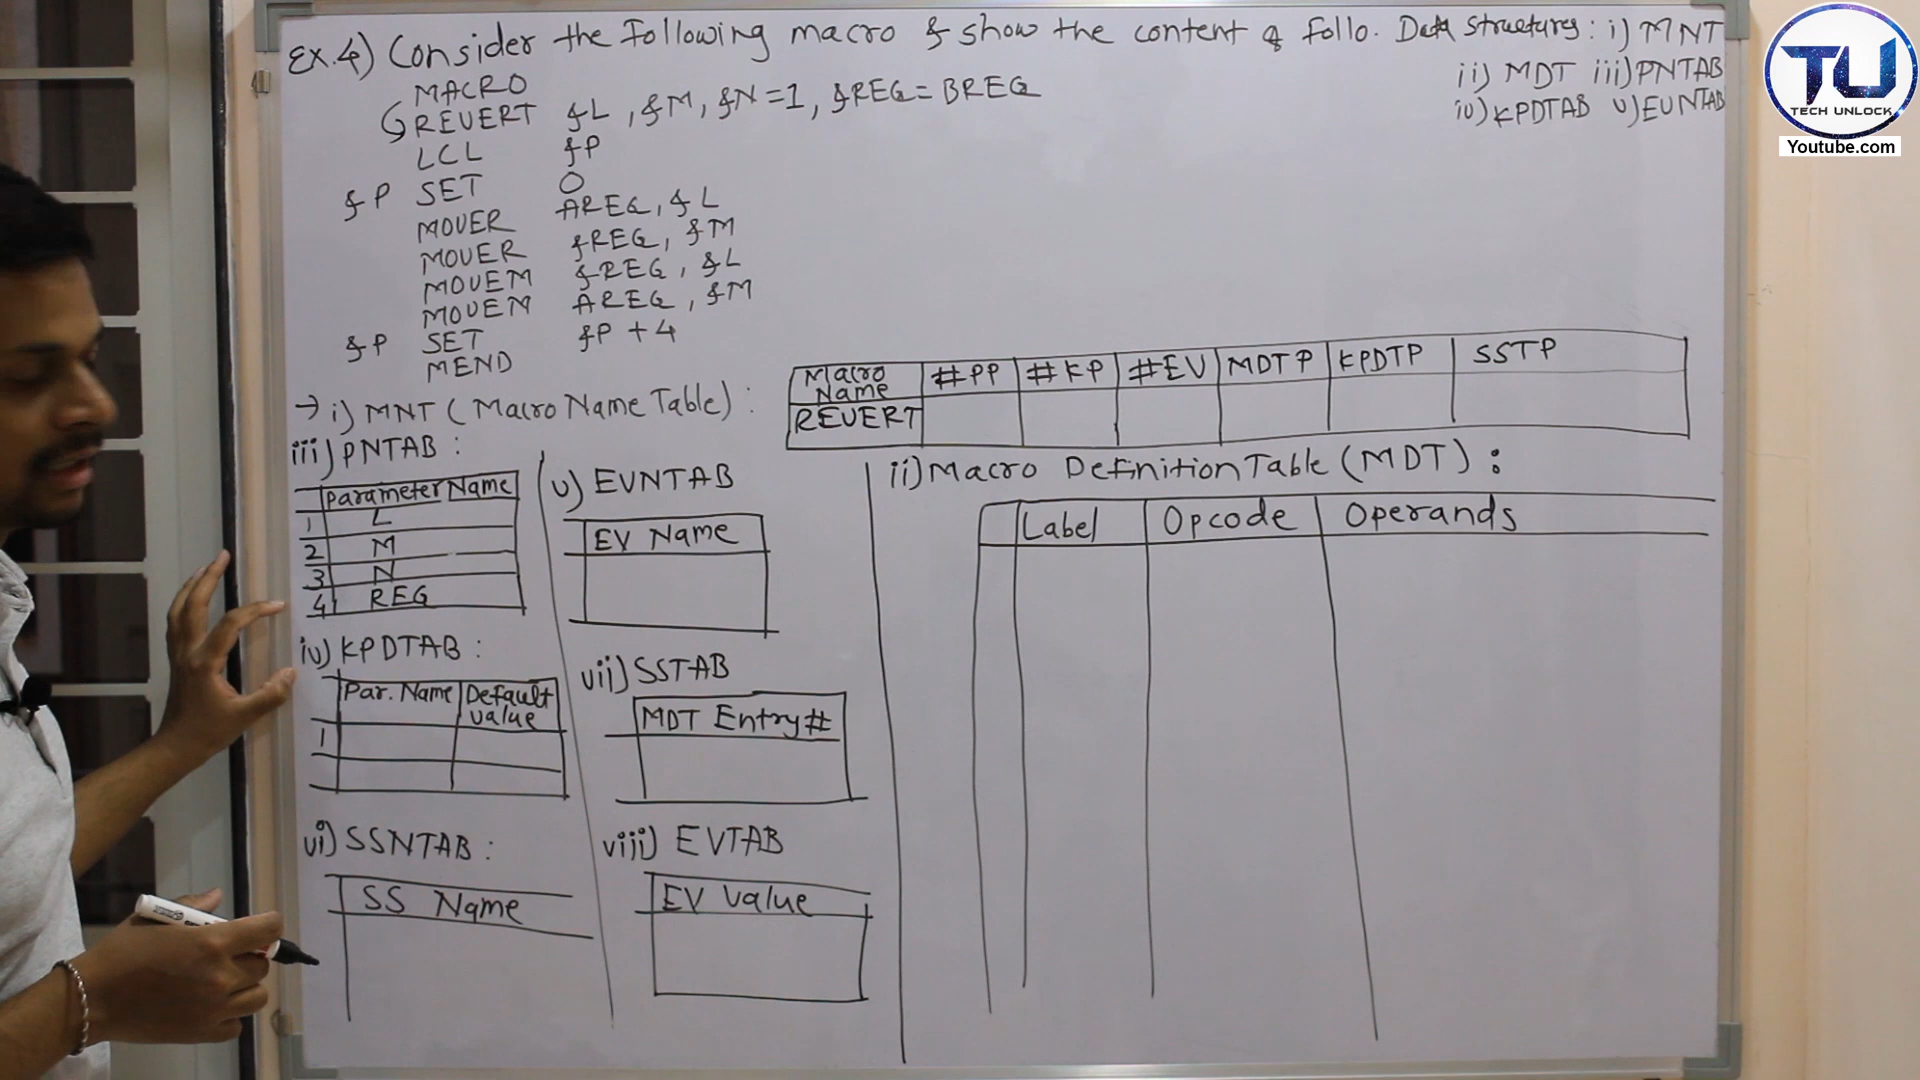 Ex.4) Consider the following macro & show the content of follo. Data Structures: i) MNT
ii) MDT iii) PNTAB
iv) KPDTAB v) EVNTAB
MACRO
REVERT &L , &M, &N=1, &REG=BREG
LCL &P
&P SET 0
MOVER AREG, &L
MOVER &REG, &M
MOVEM &REG, &L
MOVEM AREG, &M
&P SET &P + 4
MEND
→ i) MNT ( Macro Name Table) :
Macro Name #PP #KP #EV MDTP KPDTP SSTP
REVERT
iii) PNTAB :
Parameter Name
1 L
2 M
3 N
4 REG
iv) KPDTAB :
Par. Name Default value
1
vi) SSNTAB :
SS Name
v) EVNTAB
EV Name
vii) SSTAB
MDT Entry#
viii) EVTAB
EV Value
ii) Macro Definition Table (MDT) :
Label Opcode Operands
TU
TECH UNLOCK
Youtube.com